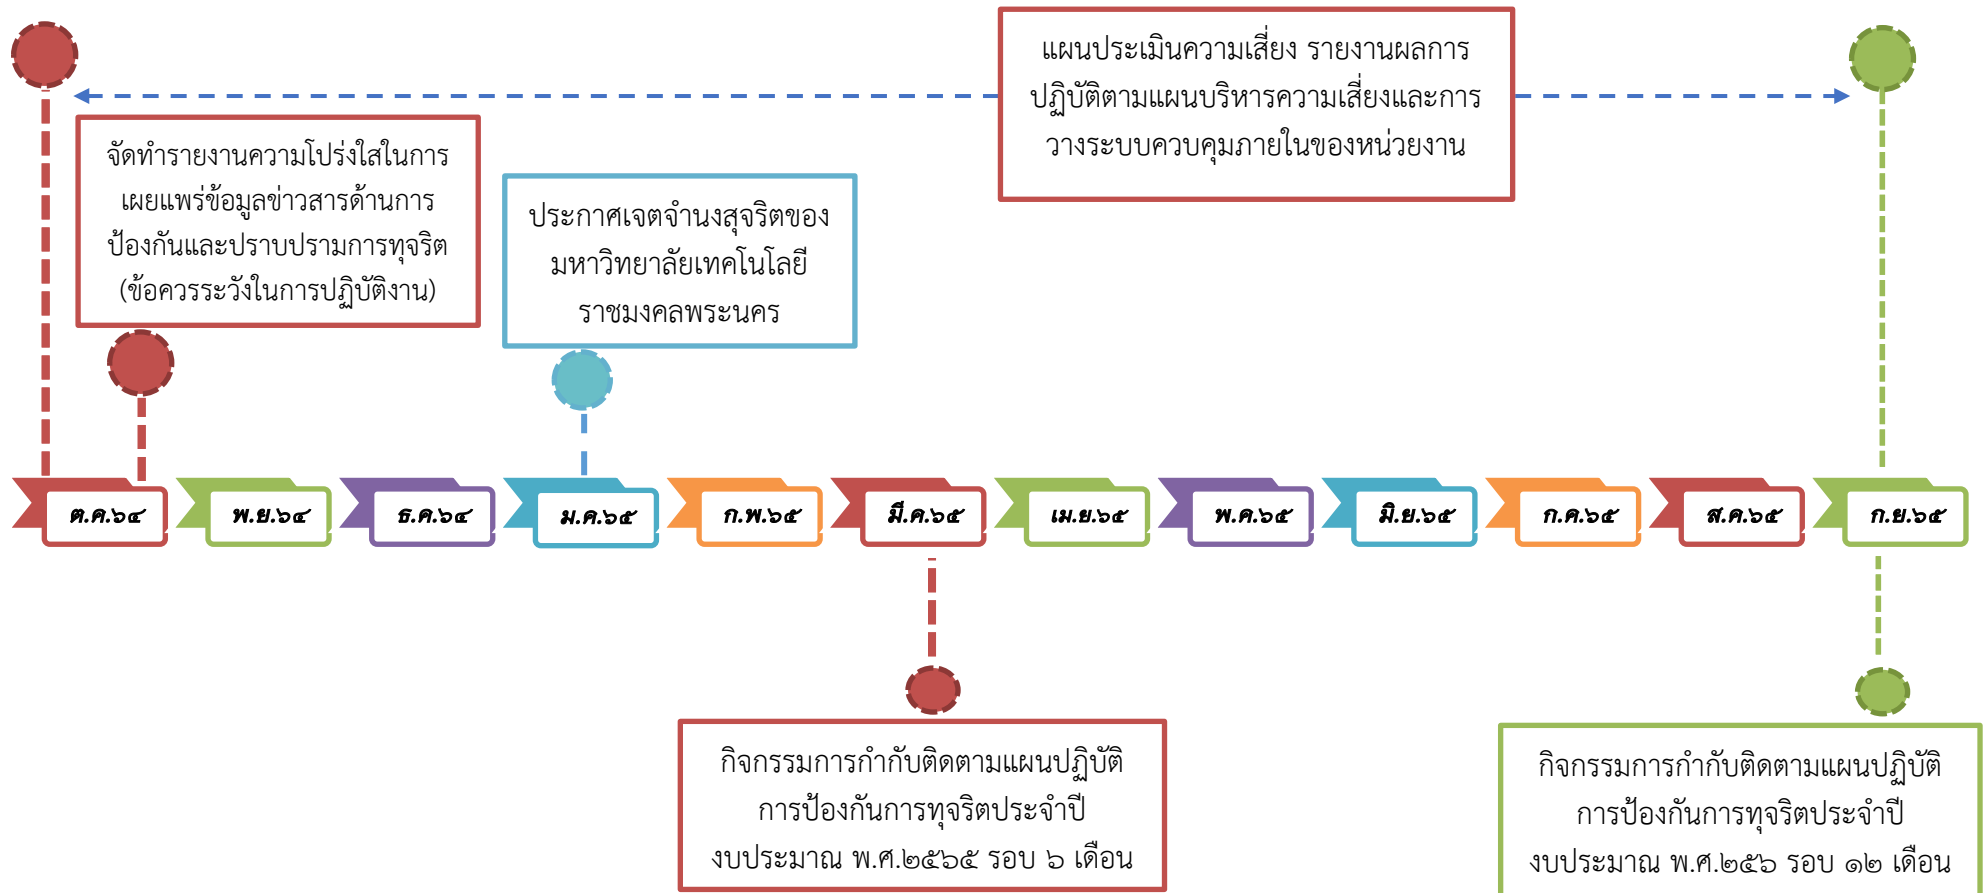 แผนประเมินความเสี่ยง รายงานผลการ
ปฏิบัติตามแผนบริหารความเสี่ยงและการ
วางระบบควบคุมภายในของหน่วยงาน
จัดทำรายงานความโปร่งใสในการ
เผยแพร่ข้อมูลข่าวสารด้านการ
ป้องกันและปราบปรามการทุจริต
(ข้อควรระวังในการปฏิบัติงาน)
ประกาศเจตจำนงสุจริตของ
มหาวิทยาลัยเทคโนโลยี
ราชมงคลพระนคร
ต.ค.๖๔
พ.ย.๖๔
ธ.ค.๖๔
ม.ค.๖๕
ก.พ.๖๕
มี.ค.๖๕
เม.ย.๖๕
พ.ค.๖๕
มิ.ย.๖๕
ก.ค.๖๕
ส.ค.๖๕
ก.ย.๖๕
กิจกรรมการกำกับติดตามแผนปฏิบัติ
การป้องกันการทุจริตประจำปี
งบประมาณ พ.ศ.๒๕๖๕ รอบ ๖ เดือน
กิจกรรมการกำกับติดตามแผนปฏิบัติ
การป้องกันการทุจริตประจำปี
งบประมาณ พ.ศ.๒๕๖ รอบ ๑๒ เดือน